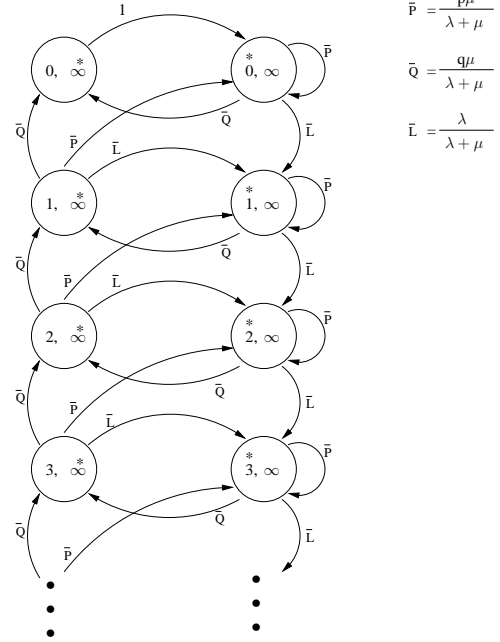 1
P̄ = pμ / λ + μ
0, ∞*
*0, ∞
P̄
Q̄ = qμ / λ + μ
Q̄
P̄
Q̄
L̄
L̄ = λ / λ + μ
L̄
1, ∞*
*1, ∞
P̄
Q̄
Q̄
L̄
P̄
L̄
2, ∞*
*2, ∞
P̄
Q̄
Q̄
P̄
L̄
L̄
3, ∞*
*3, ∞
P̄
Q̄
Q̄
P̄
L̄